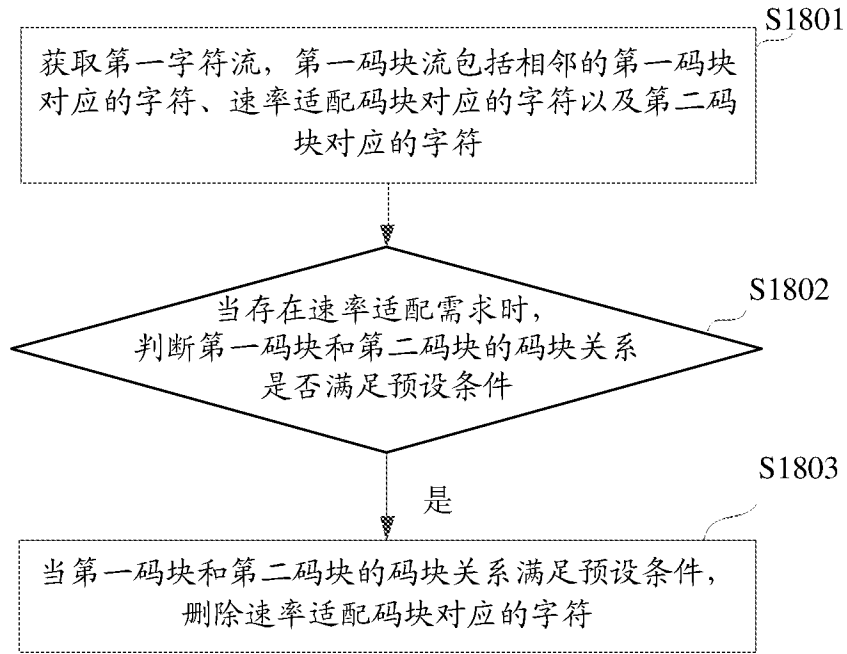 S1801
获取第一字符流，第一码块流包括相邻的第一码块
对应的字符、速率适配码块对应的字符以及第二码
块对应的字符
S1802
当存在速率适配需求时，
判断第一码块和第二码块的码块关系
是否满足预设条件
S1803
是
当第一码块和第二码块的码块关系满足预设条件，
删除速率适配码块对应的字符